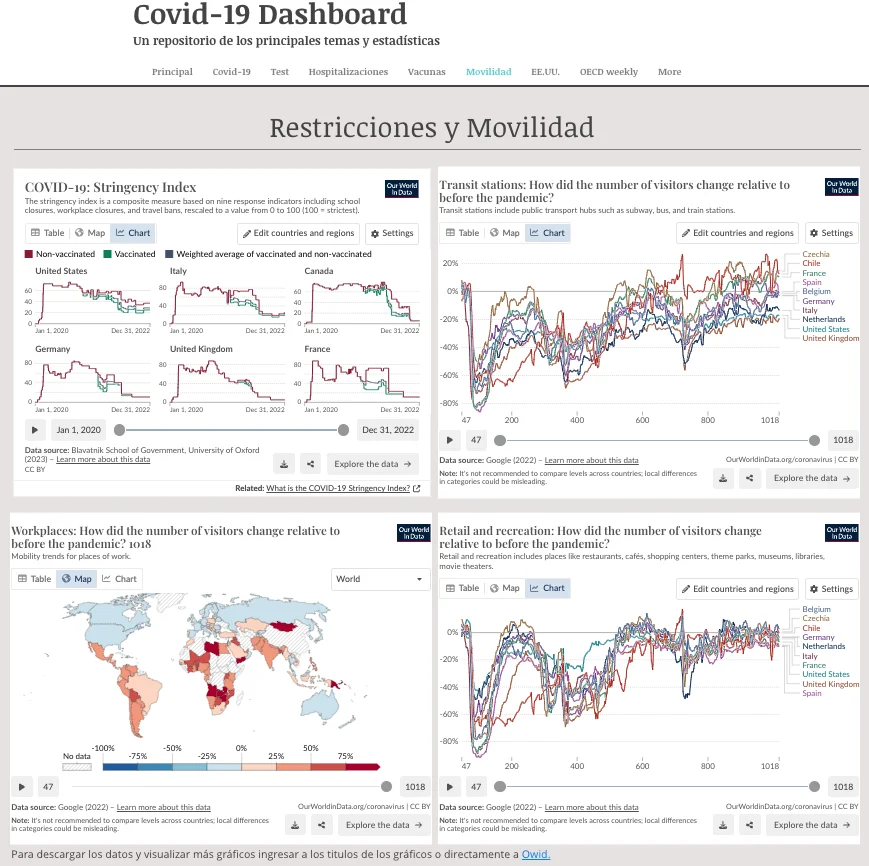 Covid-19 Dashboard
Un repositorio de los principales temas y estadísticas
Principal Covid-19 Test Hospitalizaciones Vacunas Movilidad EE.UU. OECD weekly More
Restricciones y Movilidad
COVID-19: Stringency Index
Our World in Data
The stringency index is a composite measure based on nine response indicators including school
closures, workplace closures, and travel bans, rescaled to a value from 0 to 100 (100 = strictest).
Table Map Chart Edit countries and regions Settings
Non-vaccinated Vaccinated Weighted average of vaccinated and non-vaccinated
United States Italy Canada
60
20
0
80
40
0
60
20
0
Jan 1, 2020 Dec 31, 2022 Jan 1, 2020 Dec 31, 2022 Jan 1, 2020 Dec 31, 2022
Germany United Kingdom France
80
40
0
80
40
0
80
40
0
Jan 1, 2020 Dec 31, 2022 Jan 1, 2020 Dec 31, 2022 Jan 1, 2020 Dec 31, 2022
Jan 1, 2020 Dec 31, 2022
Data source: Blavatnik School of Government, University of Oxford
(2023) – Learn more about this data
CC BY
Explore the data →
Related: What is the COVID-19 Stringency Index?
Transit stations: How did the number of visitors change relative to
before the pandemic?
Our World in Data
Transit stations include public transport hubs such as subway, bus, and train stations.
Table Map Chart Edit countries and regions Settings
20%
0%
-20%
-40%
-60%
-80%
47 200 400 600 800 1018
Czechia
Chile
France
Spain
Belgium
Germany
Italy
Netherlands
United States
United Kingdom
47 1018
Data source: Google (2022) – Learn more about this data OurWorldinData.org/coronavirus | CC BY
Note: It's not recommended to compare levels across countries; local differences
in categories could be misleading.
Explore the data →
Workplaces: How did the number of visitors change relative to
before the pandemic? 1018
Our World in Data
Mobility trends for places of work.
Table Map Chart World
No data -100% -75% -50% -25% 0% 25% 50% 75%
47 1018
Data source: Google (2022) – Learn more about this data OurWorldinData.org/coronavirus | CC BY
Note: It's not recommended to compare levels across countries; local differences
in categories could be misleading.
Explore the data →
Retail and recreation: How did the number of visitors change
relative to before the pandemic?
Our World in Data
Retail and recreation includes places like restaurants, cafés, shopping centers, theme parks, museums, libraries,
movie theaters.
Table Map Chart Edit countries and regions Settings
0%
-20%
-40%
-60%
-80%
47 200 400 600 800 1018
Belgium
Czechia
Chile
Germany
Netherlands
Italy
France
United States
United Kingdom
Spain
47 1018
Data source: Google (2022) – Learn more about this data OurWorldinData.org/coronavirus | CC BY
Note: It's not recommended to compare levels across countries; local differences
in categories could be misleading.
Explore the data →
Para descargar los datos y visualizar más gráficos ingresar a los titulos de los gráficos o directamente a Owid.